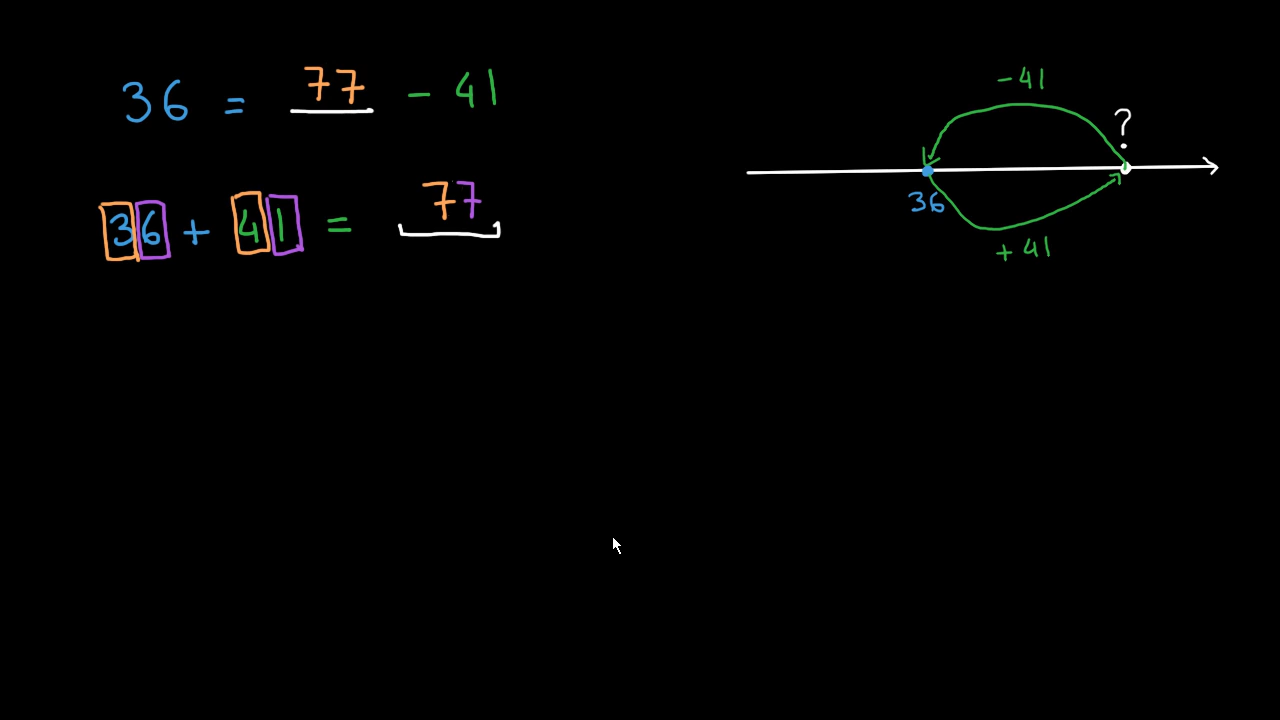 36 = 77 - 41
36 + 41 = 77
- 41
?
36
+ 41